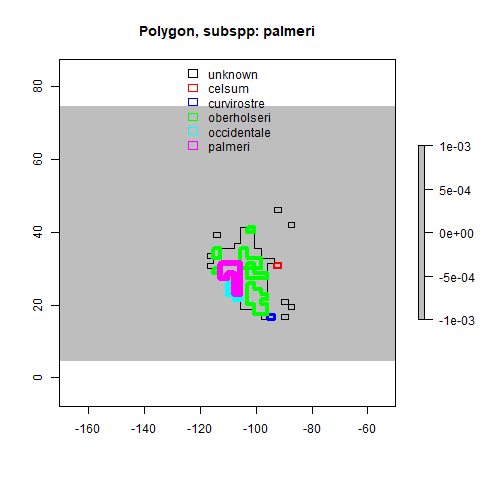 Polygon, subspp: palmeri
unknown
celsum
curvirostre
oberholseri
occidentale
palmeri
80
60
40
20
0
-160
-140
-120
-100
-80
-60
1e-03
5e-04
0e+00
-5e-04
-1e-03